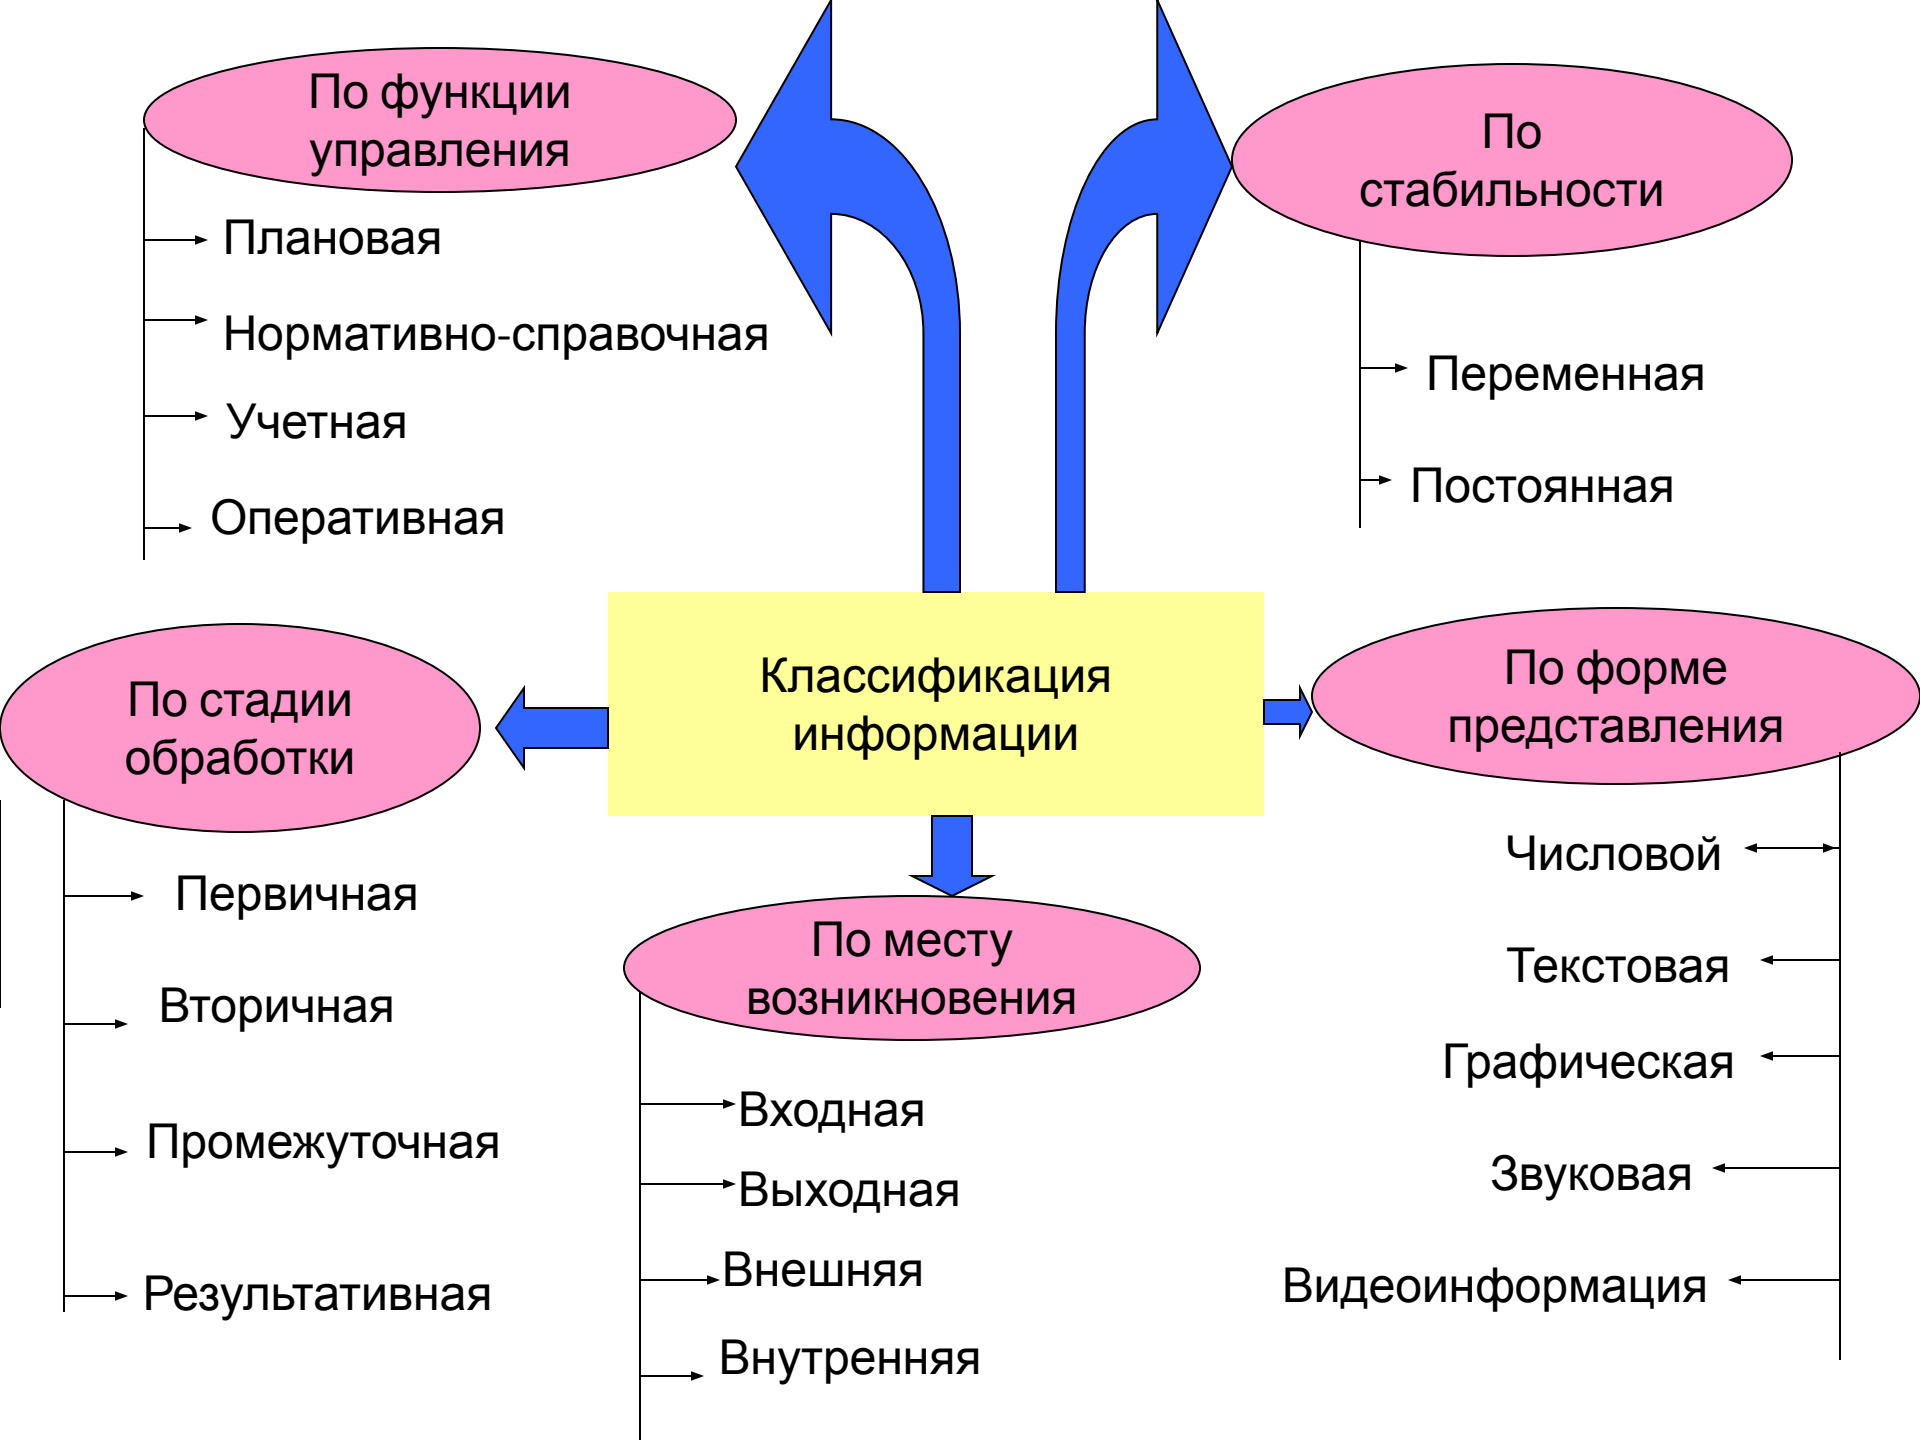 По функции
управления
Плановая
Нормативно-справочная
Учетная
Оперативная
По
стабильности
Переменная
Постоянная
Классификация
информации
По стадии
обработки
Первичная
Вторичная
Промежуточная
Результативная
По месту
возникновения
Входная
Выходная
Внешняя
Внутренняя
По форме
представления
Числовой
Текстовая
Графическая
Звуковая
Видеоинформация